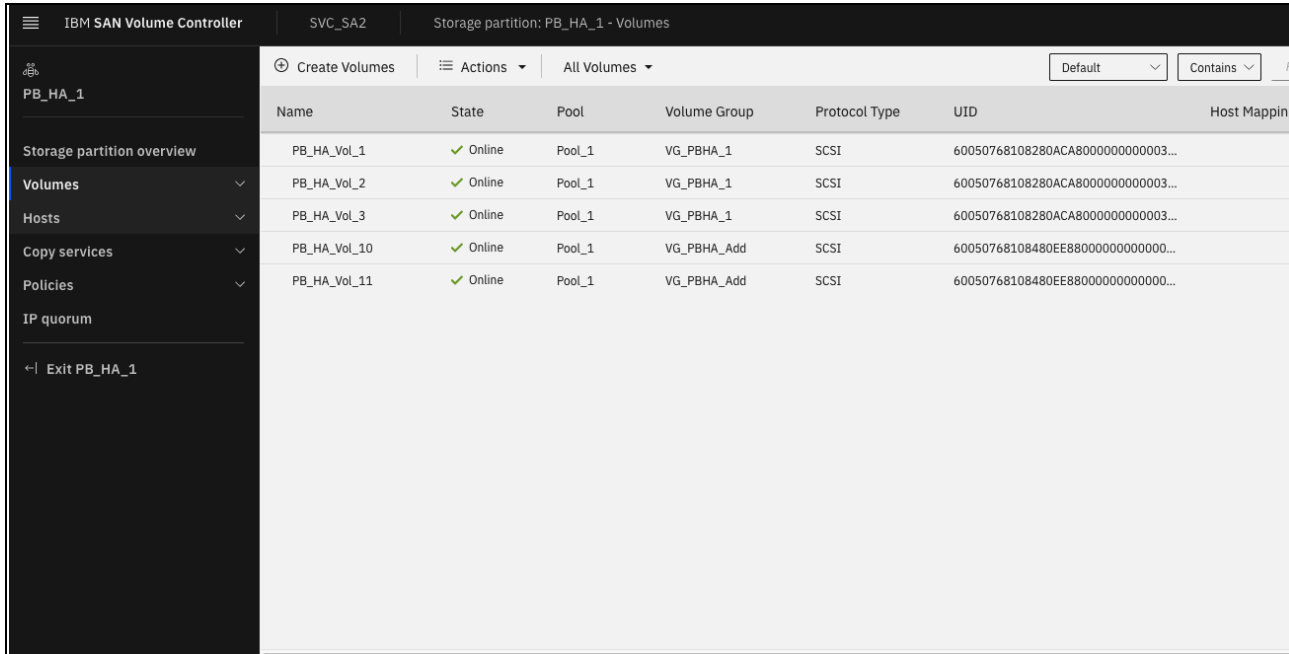 IBM SAN Volume Controller SVC_SA2 Storage partition: PB_HA_1 - Volumes
PB_HA_1
Storage partition overview
Volumes
Hosts
Copy services
Policies
IP quorum
Exit PB_HA_1
Create Volumes Actions All Volumes Default Contains
Name State Pool Volume Group Protocol Type UID Host Mappin
PB_HA_Vol_1 Online Pool_1 VG_PBHA_1 SCSI 60050768108280ACA8000000000003...
PB_HA_Vol_2 Online Pool_1 VG_PBHA_1 SCSI 60050768108280ACA8000000000003...
PB_HA_Vol_3 Online Pool_1 VG_PBHA_1 SCSI 60050768108280ACA8000000000003...
PB_HA_Vol_10 Online Pool_1 VG_PBHA_Add SCSI 60050768108480EE88000000000000...
PB_HA_Vol_11 Online Pool_1 VG_PBHA_Add SCSI 60050768108480EE88000000000000...